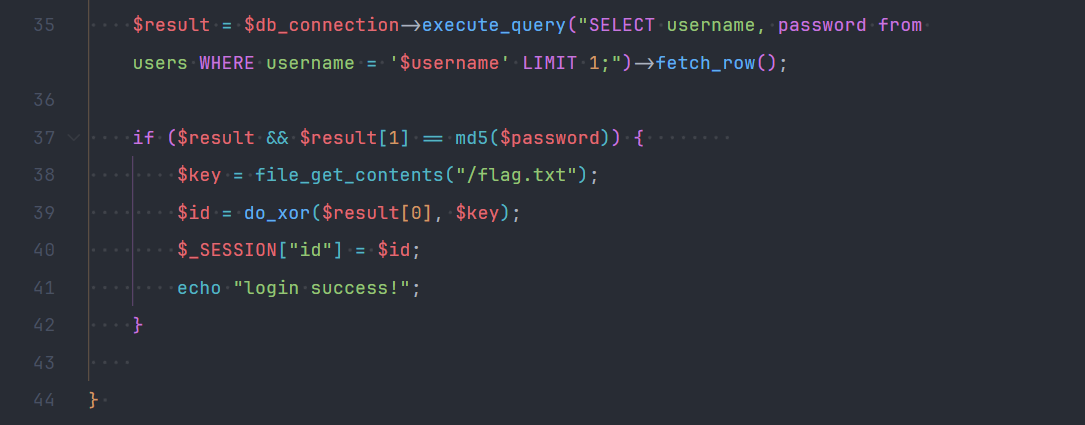 35 $result = $db_connection->execute_query("SELECT username, password from
users WHERE username = '$username' LIMIT 1;")->fetch_row();
36
37 if ($result && $result[1] == md5($password)) {
38 $key = file_get_contents("/flag.txt");
39 $id = do_xor($result[0], $key);
40 $_SESSION["id"] = $id;
41 echo "login success!";
42 }
43
44 }